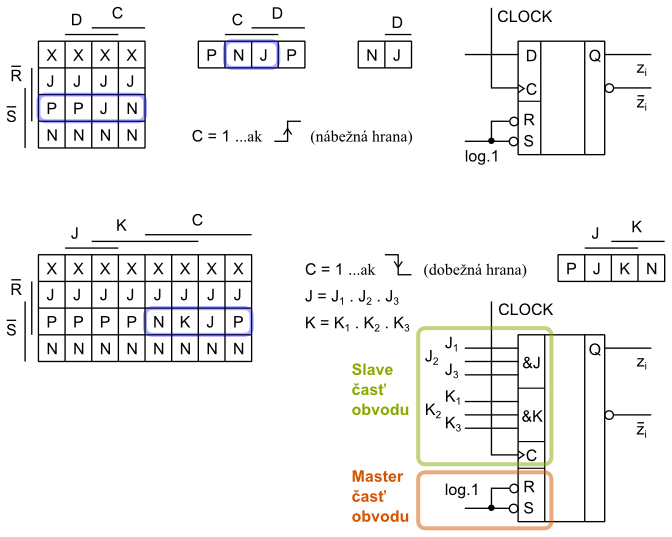 D C
X X X X
R̅ J J J J
S̅ P P J N
N N N N
C D
P N J P
D
N J
C = 1 ...ak (nábežná hrana)
CLOCK
D Q
C
R
S
log.1
zᵢ
z̅ᵢ
J K C
X X X X X X X X
R̅ J J J J J J J J
S̅ P P P P N K J P
N N N N N N N N
C = 1 ...ak (dobežná hrana)
J = J₁ . J₂ . J₃
K = K₁ . K₂ . K₃
J K
P J K N
CLOCK
Slave
časť
obvodu
J₁
J₂
J₃
&J
K₁
K₂
K₃
&K
C
Q
zᵢ
z̅ᵢ
Master
časť
obvodu
log.1
R
S